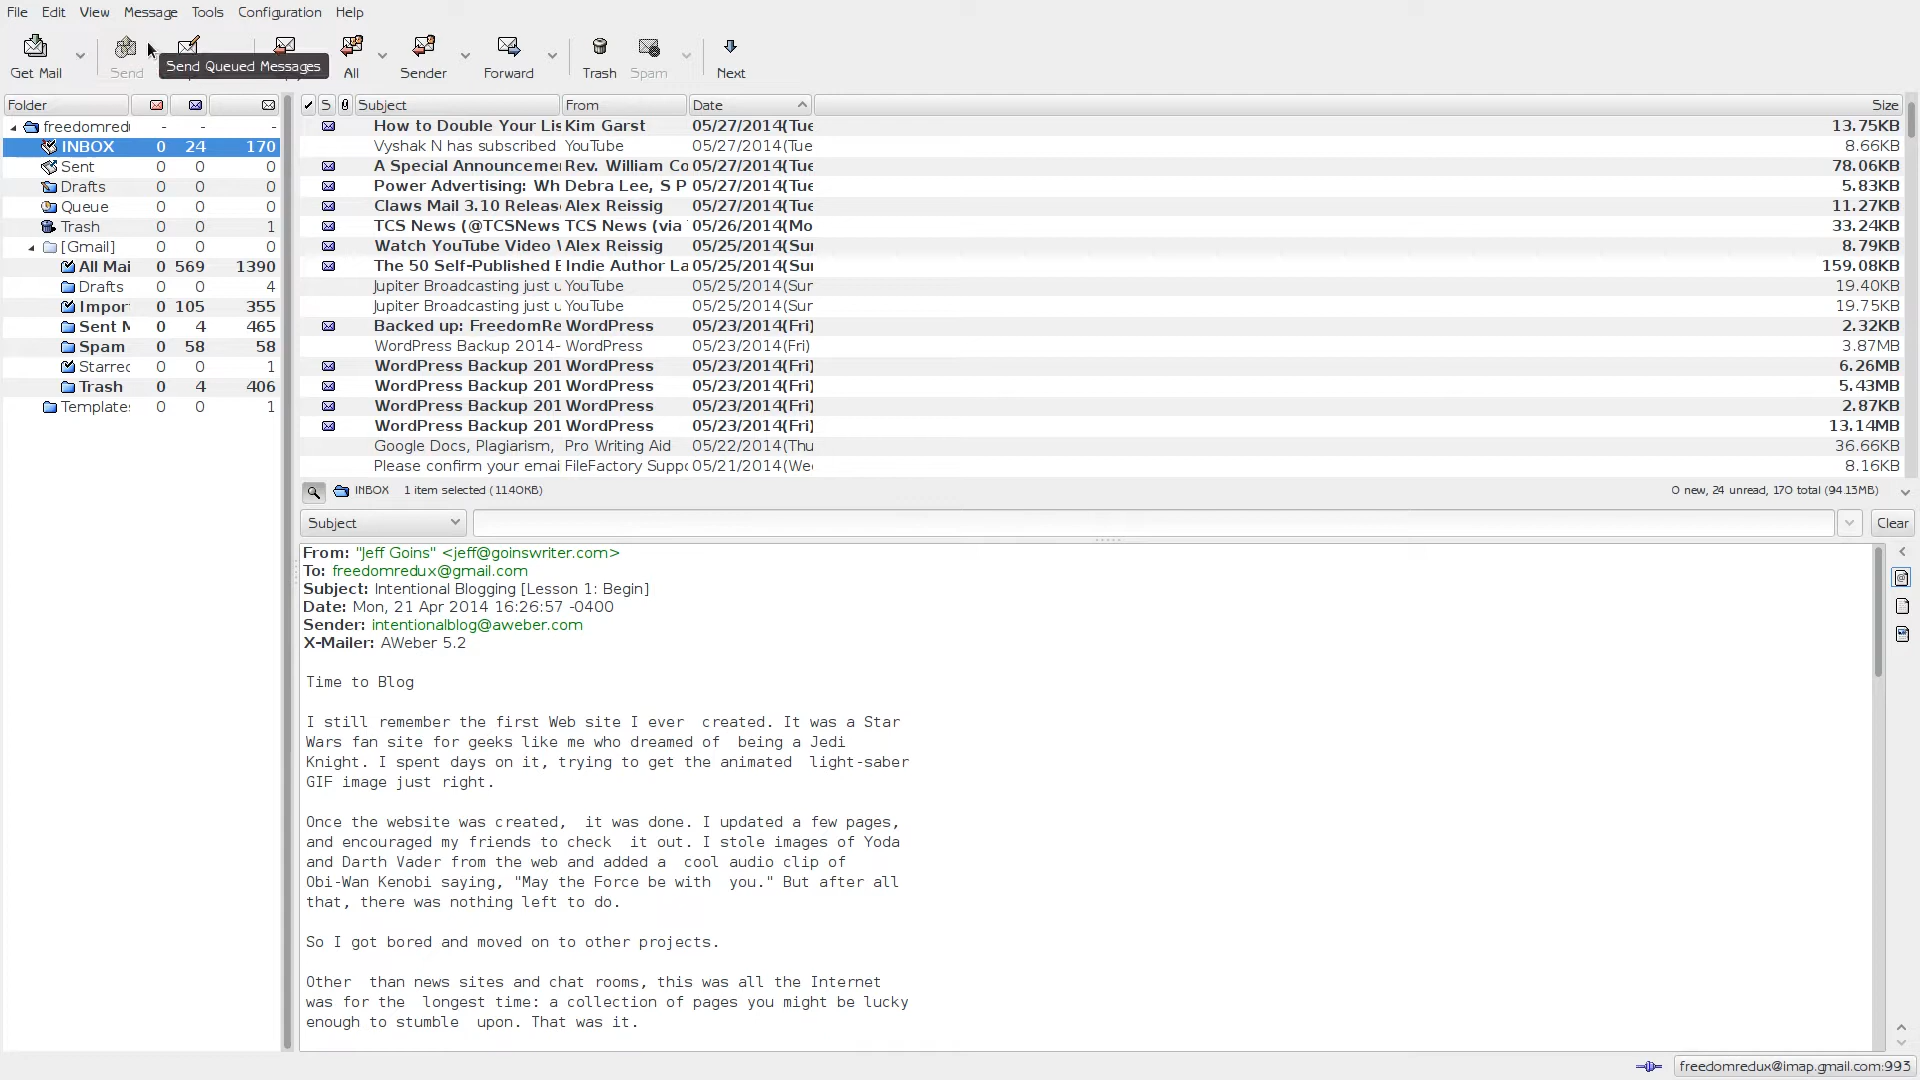 File Edit View Message Tools Configuration Help
Get Mail Send All Sender Forward Trash Spam Next
Send Queued Messages
Folder
freedomred - - -
INBOX 0 24 170
Sent 0 0 0
Drafts 0 0 0
Queue 0 0 0
Trash 0 0 1
[Gmail] 0 0 0
All Mai 0 569 1390
Drafts 0 0 4
Impor 0 105 355
Sent M 0 4 465
Spam 0 58 58
Starred 0 0 1
Trash 0 4 406
Templates 0 0 1
✓ S Subject From Date Size
How to Double Your Lis Kim Garst 05/27/2014(Tue 13.75KB
Vyshak N has subscribed YouTube 05/27/2014(Tue 8.66KB
A Special Announceme Rev. William Co 05/27/2014(Tue 78.06KB
Power Advertising: Wh Debra Lee, S P 05/27/2014(Tue 5.83KB
Claws Mail 3.10 Releas Alex Reissig 05/27/2014(Tue 11.27KB
TCS News (@TCSNews TCS News (via 05/26/2014(Mo 33.24KB
Watch YouTube Video Alex Reissig 05/25/2014(Sun 8.79KB
The 50 Self-Published E Indie Author La 05/25/2014(Sun 159.08KB
Jupiter Broadcasting just u YouTube 05/25/2014(Sun 19.40KB
Jupiter Broadcasting just u YouTube 05/25/2014(Sun 19.75KB
Backed up: FreedomRe WordPress 05/23/2014(Fri) 2.32KB
WordPress Backup 2014- WordPress 05/23/2014(Fri) 3.87MB
WordPress Backup 201 WordPress 05/23/2014(Fri) 6.26MB
WordPress Backup 201 WordPress 05/23/2014(Fri) 5.43MB
WordPress Backup 201 WordPress 05/23/2014(Fri) 2.87KB
WordPress Backup 201 WordPress 05/23/2014(Fri) 13.14MB
Google Docs, Plagiarism, Pro Writing Aid 05/22/2014(Thu 36.66KB
Please confirm your emai FileFactory Suppo 05/21/2014(Wed 8.16KB
INBOX 1 item selected (11.40KB) 0 new, 24 unread, 170 total (94.13MB)
Subject Clear
From: "Jeff Goins" <jeff@goinswriter.com>
To: freedomredux@gmail.com
Subject: Intentional Blogging [Lesson 1: Begin]
Date: Mon, 21 Apr 2014 16:26:57 -0400
Sender: intentionalblog@aweber.com
X-Mailer: AWeber 5.2
Time to Blog
I still remember the first Web site I ever created. It was a Star
Wars fan site for geeks like me who dreamed of being a Jedi
Knight. I spent days on it, trying to get the animated light-saber
GIF image just right.
Once the website was created, it was done. I updated a few pages,
and encouraged my friends to check it out. I stole images of Yoda
and Darth Vader from the web and added a cool audio clip of
Obi-Wan Kenobi saying, "May the Force be with you." But after all
that, there was nothing left to do.
So I got bored and moved on to other projects.
Other than news sites and chat rooms, this was all the Internet
was for the longest time: a collection of pages you might be lucky
enough to stumble upon. That was it.
freedomredux@imap.gmail.com:993